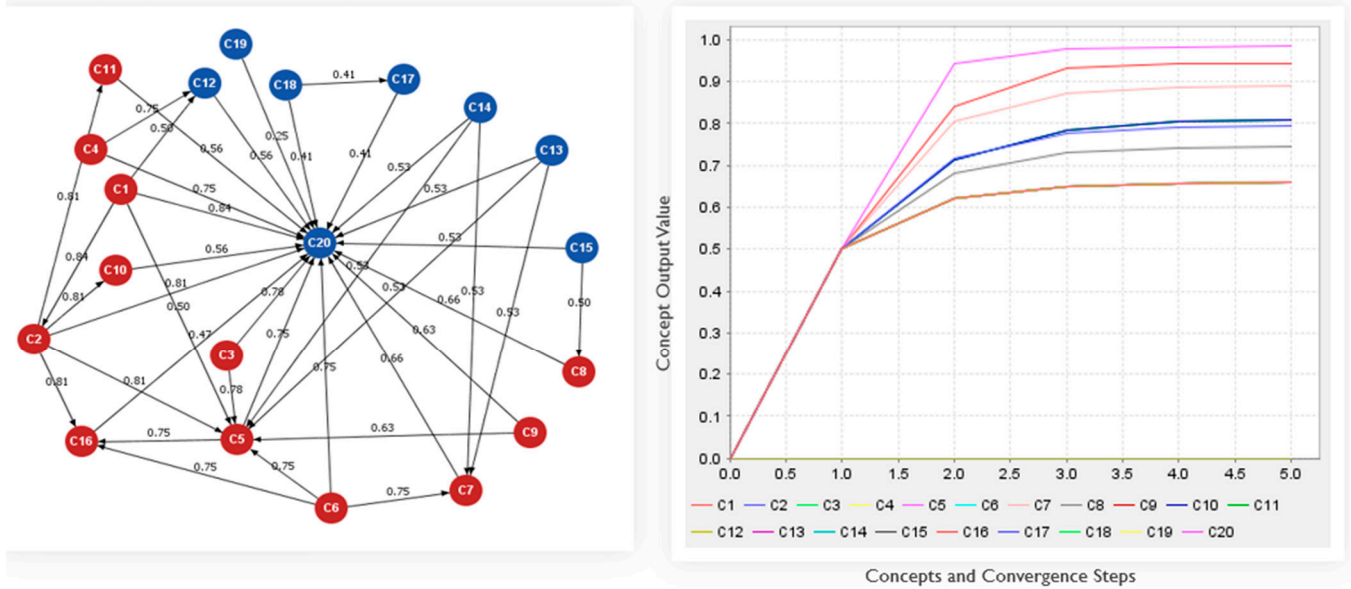 C19
C11
C12
C18
0.41
C17
C14
0.75
0.50
C4
0.56
0.25
0.56
0.41
0.41
0.53
C13
0.81
C1
0.75
0.84
0.53
C20
0.53
C15
0.84
C10
0.56
0.53
0.81
0.81
0.50
0.78
0.53
0.53
0.66
0.50
C2
0.47
0.75
0.63
0.53
C3
0.66
0.75
C8
0.81
0.81
0.78
C16
0.75
C5
0.63
C9
0.75
0.75
0.75
C7
C6
Concept Output Value
1.0
0.9
0.8
0.7
0.6
0.5
0.4
0.3
0.2
0.1
0.0
0.0 0.5 1.0 1.5 2.0 2.5 3.0 3.5 4.0 4.5 5.0
C1 C2 C3 C4 C5 C6 C7 C8 C9 C10 C11
C12 C13 C14 C15 C16 C17 C18 C19 C20
Concepts and Convergence Steps